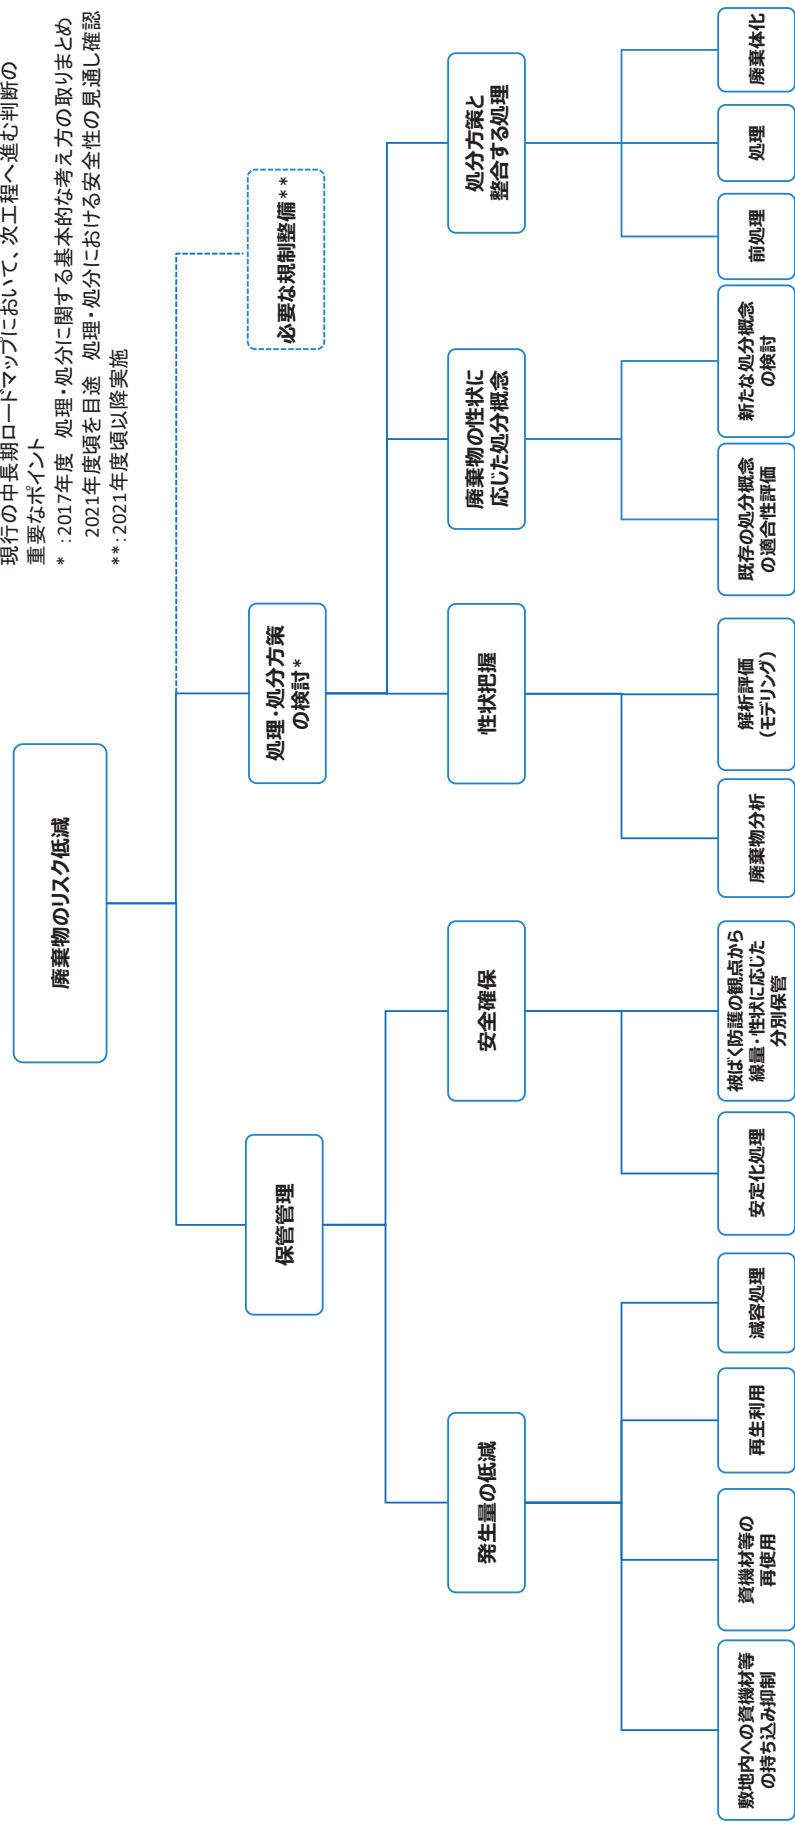 現行の中長期ロードマップにおいて、次工程へ進む判断の
重要なポイント
* :2017年度 処理・処分に関する基本的な考え方の取りまとめ
2021年度頃を目途 処理・処分における安全性の見通し確認
**:2021年度頃以降実施
廃棄物のリスク低減
保管管理
処理・処分方策
の検討*
必要な規制整備**
発生量の低減
安全確保
性状把握
廃棄物の性状に
応じた処分概念
処分方策と
整合する処理
敷地内への資機材等
の持ち込み抑制
資機材等の
再使用
再生利用
減容処理
安定化処理
被ばく防護の観点から
線量・性状に応じた
分別保管
廃棄物分析
解析評価
(モデリング)
既存の処分概念
の適合性評価
新たな処分概念
の検討
前処理
処理
廃棄体化